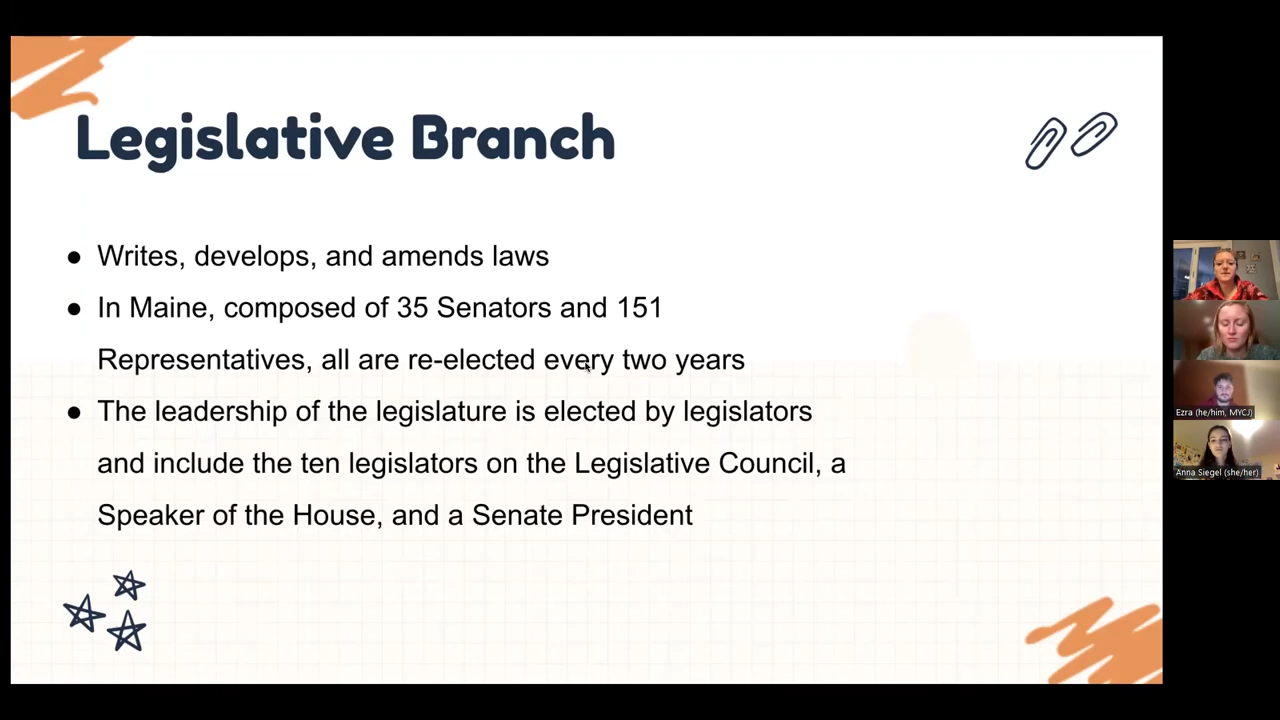 Legislative Branch
● Writes, develops, and amends laws
● In Maine, composed of 35 Senators and 151
Representatives, all are re-elected every two years
● The leadership of the legislature is elected by legislators
and include the ten legislators on the Legislative Council, a
Speaker of the House, and a Senate President
Ezra (he/him, MYCJ)
Anna Siegel (she/her)